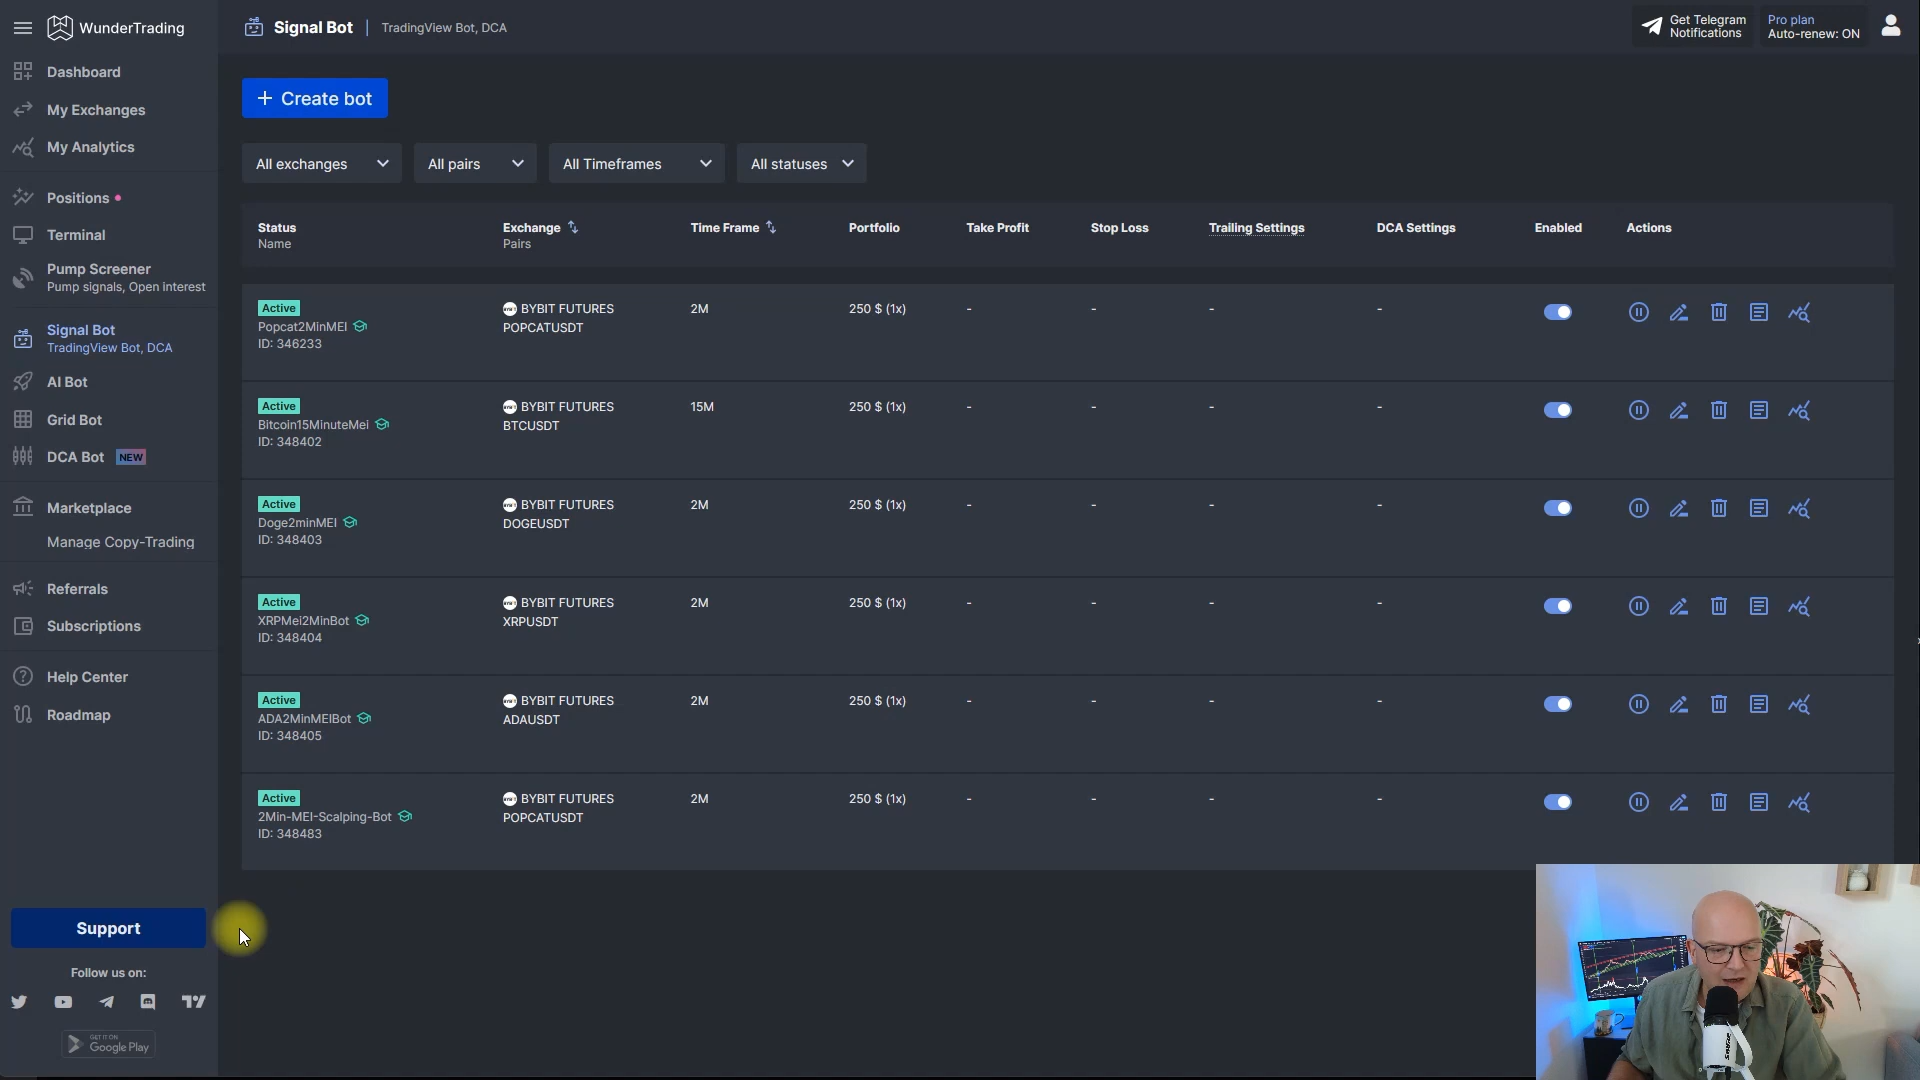 WunderTrading
Signal Bot | TradingView Bot, DCA
Get Telegram
Notifications
Pro plan
Auto-renew: ON
Dashboard
My Exchanges
My Analytics
Positions
Terminal
Pump Screener
Pump signals, Open interest
Signal Bot
TradingView Bot, DCA
AI Bot
Grid Bot
DCA Bot NEW
Marketplace
Manage Copy-Trading
Referrals
Subscriptions
Help Center
Roadmap
Support
Follow us on:
GET IT ON
Google Play
+ Create bot
All exchanges All pairs All Timeframes All statuses
Status Exchange Time Frame Portfolio Take Profit Stop Loss Trailing Settings DCA Settings Enabled Actions
Name Pairs
Active BYBIT FUTURES 2M 250 $ (1x) - - - -
Popcat2MinMEI POPCATUSDT
ID: 346233
Active BYBIT FUTURES 15M 250 $ (1x) - - - -
Bitcoin15MinuteMei BTCUSDT
ID: 348402
Active BYBIT FUTURES 2M 250 $ (1x) - - - -
Doge2minMEI DOGEUSDT
ID: 348403
Active BYBIT FUTURES 2M 250 $ (1x) - - - -
XRPMei2MinBot XRPUSDT
ID: 348404
Active BYBIT FUTURES 2M 250 $ (1x) - - - -
ADA2MinMEIBot ADAUSDT
ID: 348405
Active BYBIT FUTURES 2M 250 $ (1x) - - - -
2Min-MEI-Scalping-Bot POPCATUSDT
ID: 348483